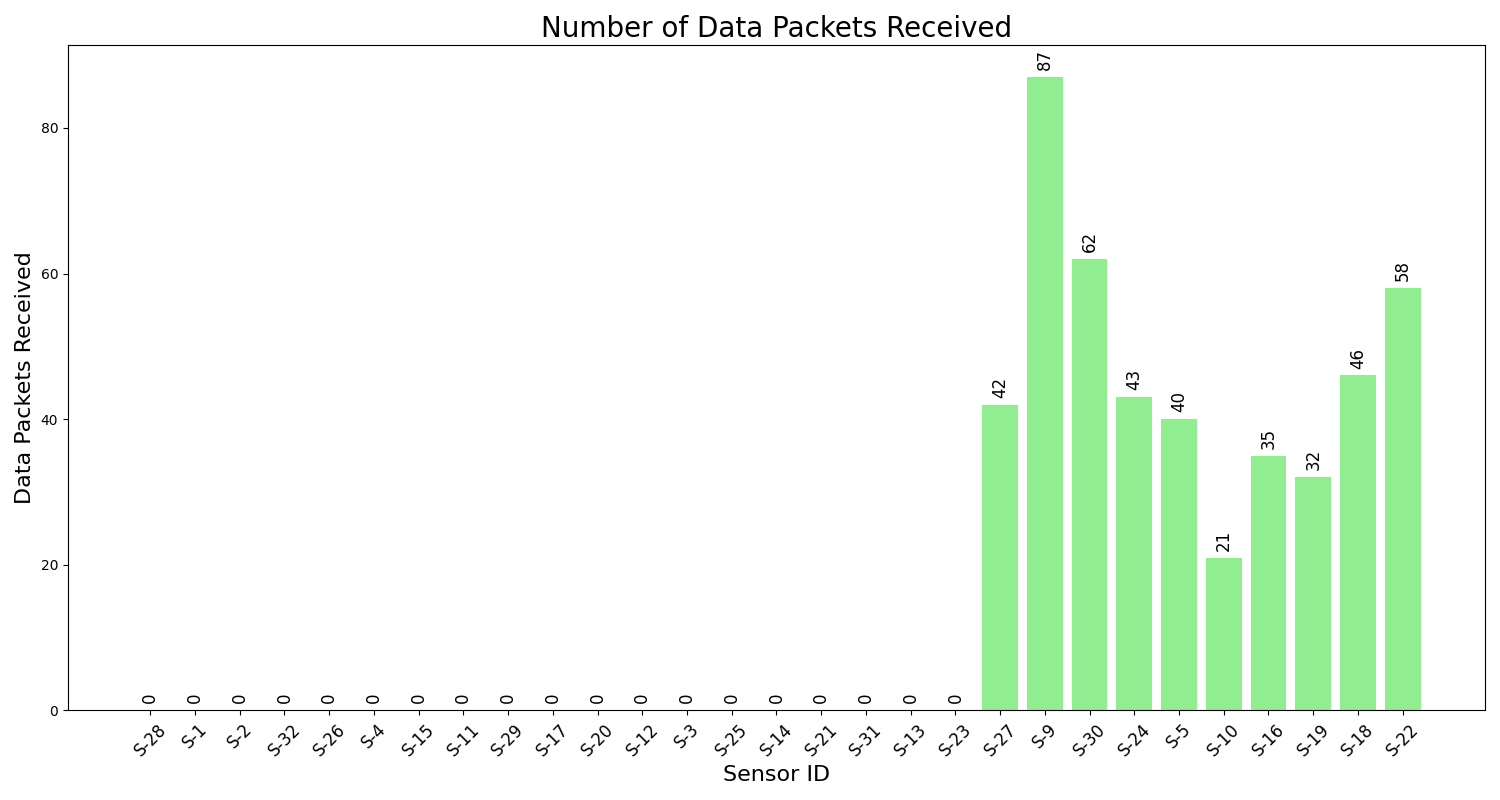 Number of Data Packets Received
Data Packets Received
80
60
40
20
0
0 0 0 0 0 0 0 0 0 0 0 0 0 0 0 0 0 0 0 42 87 62 43 40 21 35 32 46 58
S-28 S-1 S-2 S-32 S-26 S-4 S-15 S-11 S-29 S-17 S-20 S-12 S-3 S-25 S-14 S-21 S-31 S-13 S-23 S-27 S-9 S-30 S-24 S-5 S-10 S-16 S-19 S-18 S-22
Sensor ID